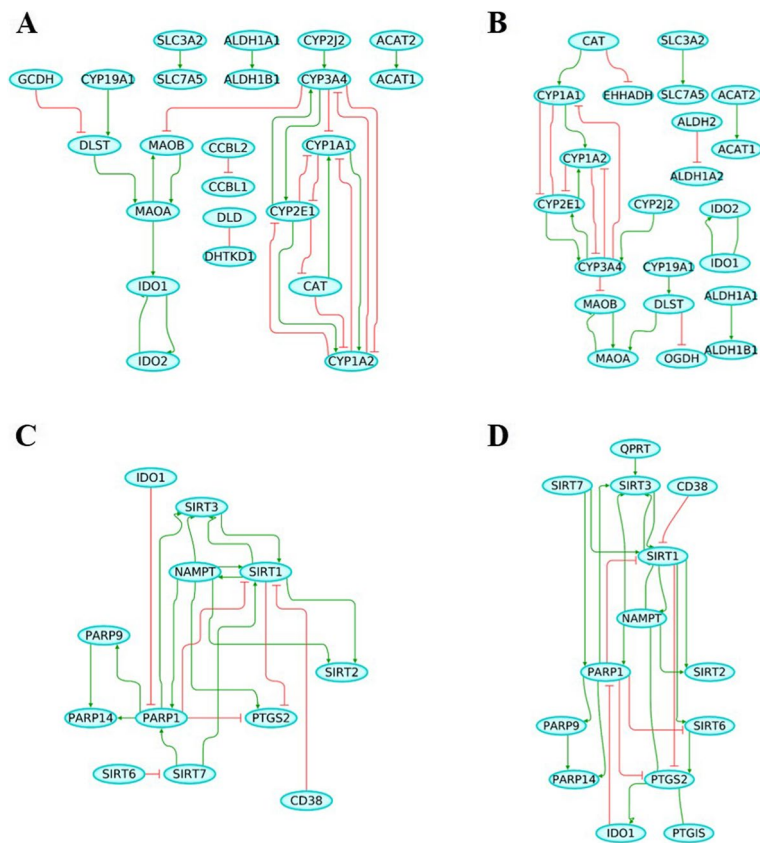 A
SLC3A2 ALDH1A1 CYP2J2 ACAT2
GCDH CYP19A1 SLC7A5 ALDH1B1 CYP3A4 ACAT1
DLST MAOB CCBL2 CYP1A1
CCBL1
MAOA DLD CYP2E1
DHTKD1
IDO1 CAT
IDO2 CYP1A2
B
CAT SLC3A2
CYP1A1 EHHADH SLC7A5 ACAT2
ALDH2
CYP1A2 ACAT1
ALDH1A2
CYP2E1 CYP2J2 IDO2
CYP3A4 CYP19A1 IDO1
MAOB DLST ALDH1A1
MAOA OGDH ALDH1B1
C
IDO1
SIRT3
NAMPT SIRT1
PARP9
SIRT2
PARP14 PARP1 PTGS2
SIRT6 SIRT7
CD38
D
QPRT
SIRT7 SIRT3 CD38
SIRT1
NAMPT
PARP1 SIRT2
PARP9 SIRT6
PARP14 PTGS2
IDO1 PTGIS